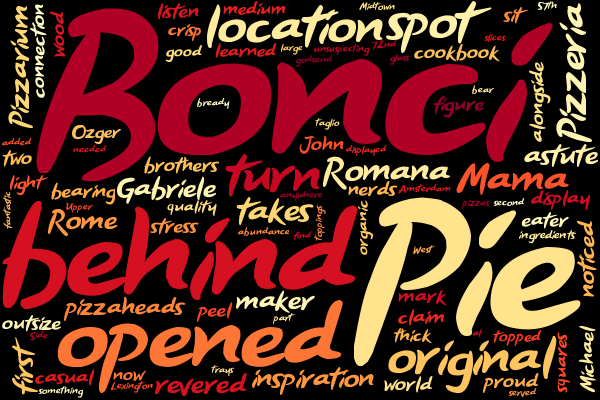 listen
medium
Midtown
57th
Pizzarium
connection
wood
crisp
good
location
spot
learned
large
unsuspecting
72nd
godsend
glass
cookbook
slices
sit
Pizzeria
Bonci
bready
figure
bear
alongside
Ozger
needed
taglio
John
displayed
astute
added
two
brothers
turn
Romana
nerds
Amsterdam
Mama
pizzas
second
display
light
bearing
Gabriele
anywhere
fantastic
Upper
Rome
quality
stress
takes
abundance
find
toppings
organic
eater
ingredients
noticed
behind
Pie
West
pizzaheads
peel
maker
part
mark
claim
outsize
Side
opened
thick
al
topped
original
squares
Michael
first
casual
something
now
Lexington
trays
revered
inspiration
world
proud
served